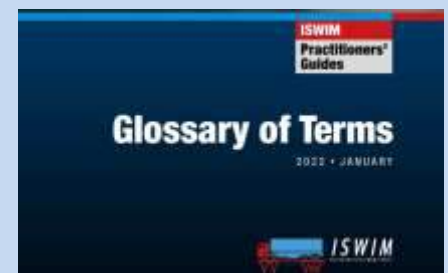 ISWIM
Practitioners'
Guides
Glossary of Terms
2022 • JANUARY
ISWIM